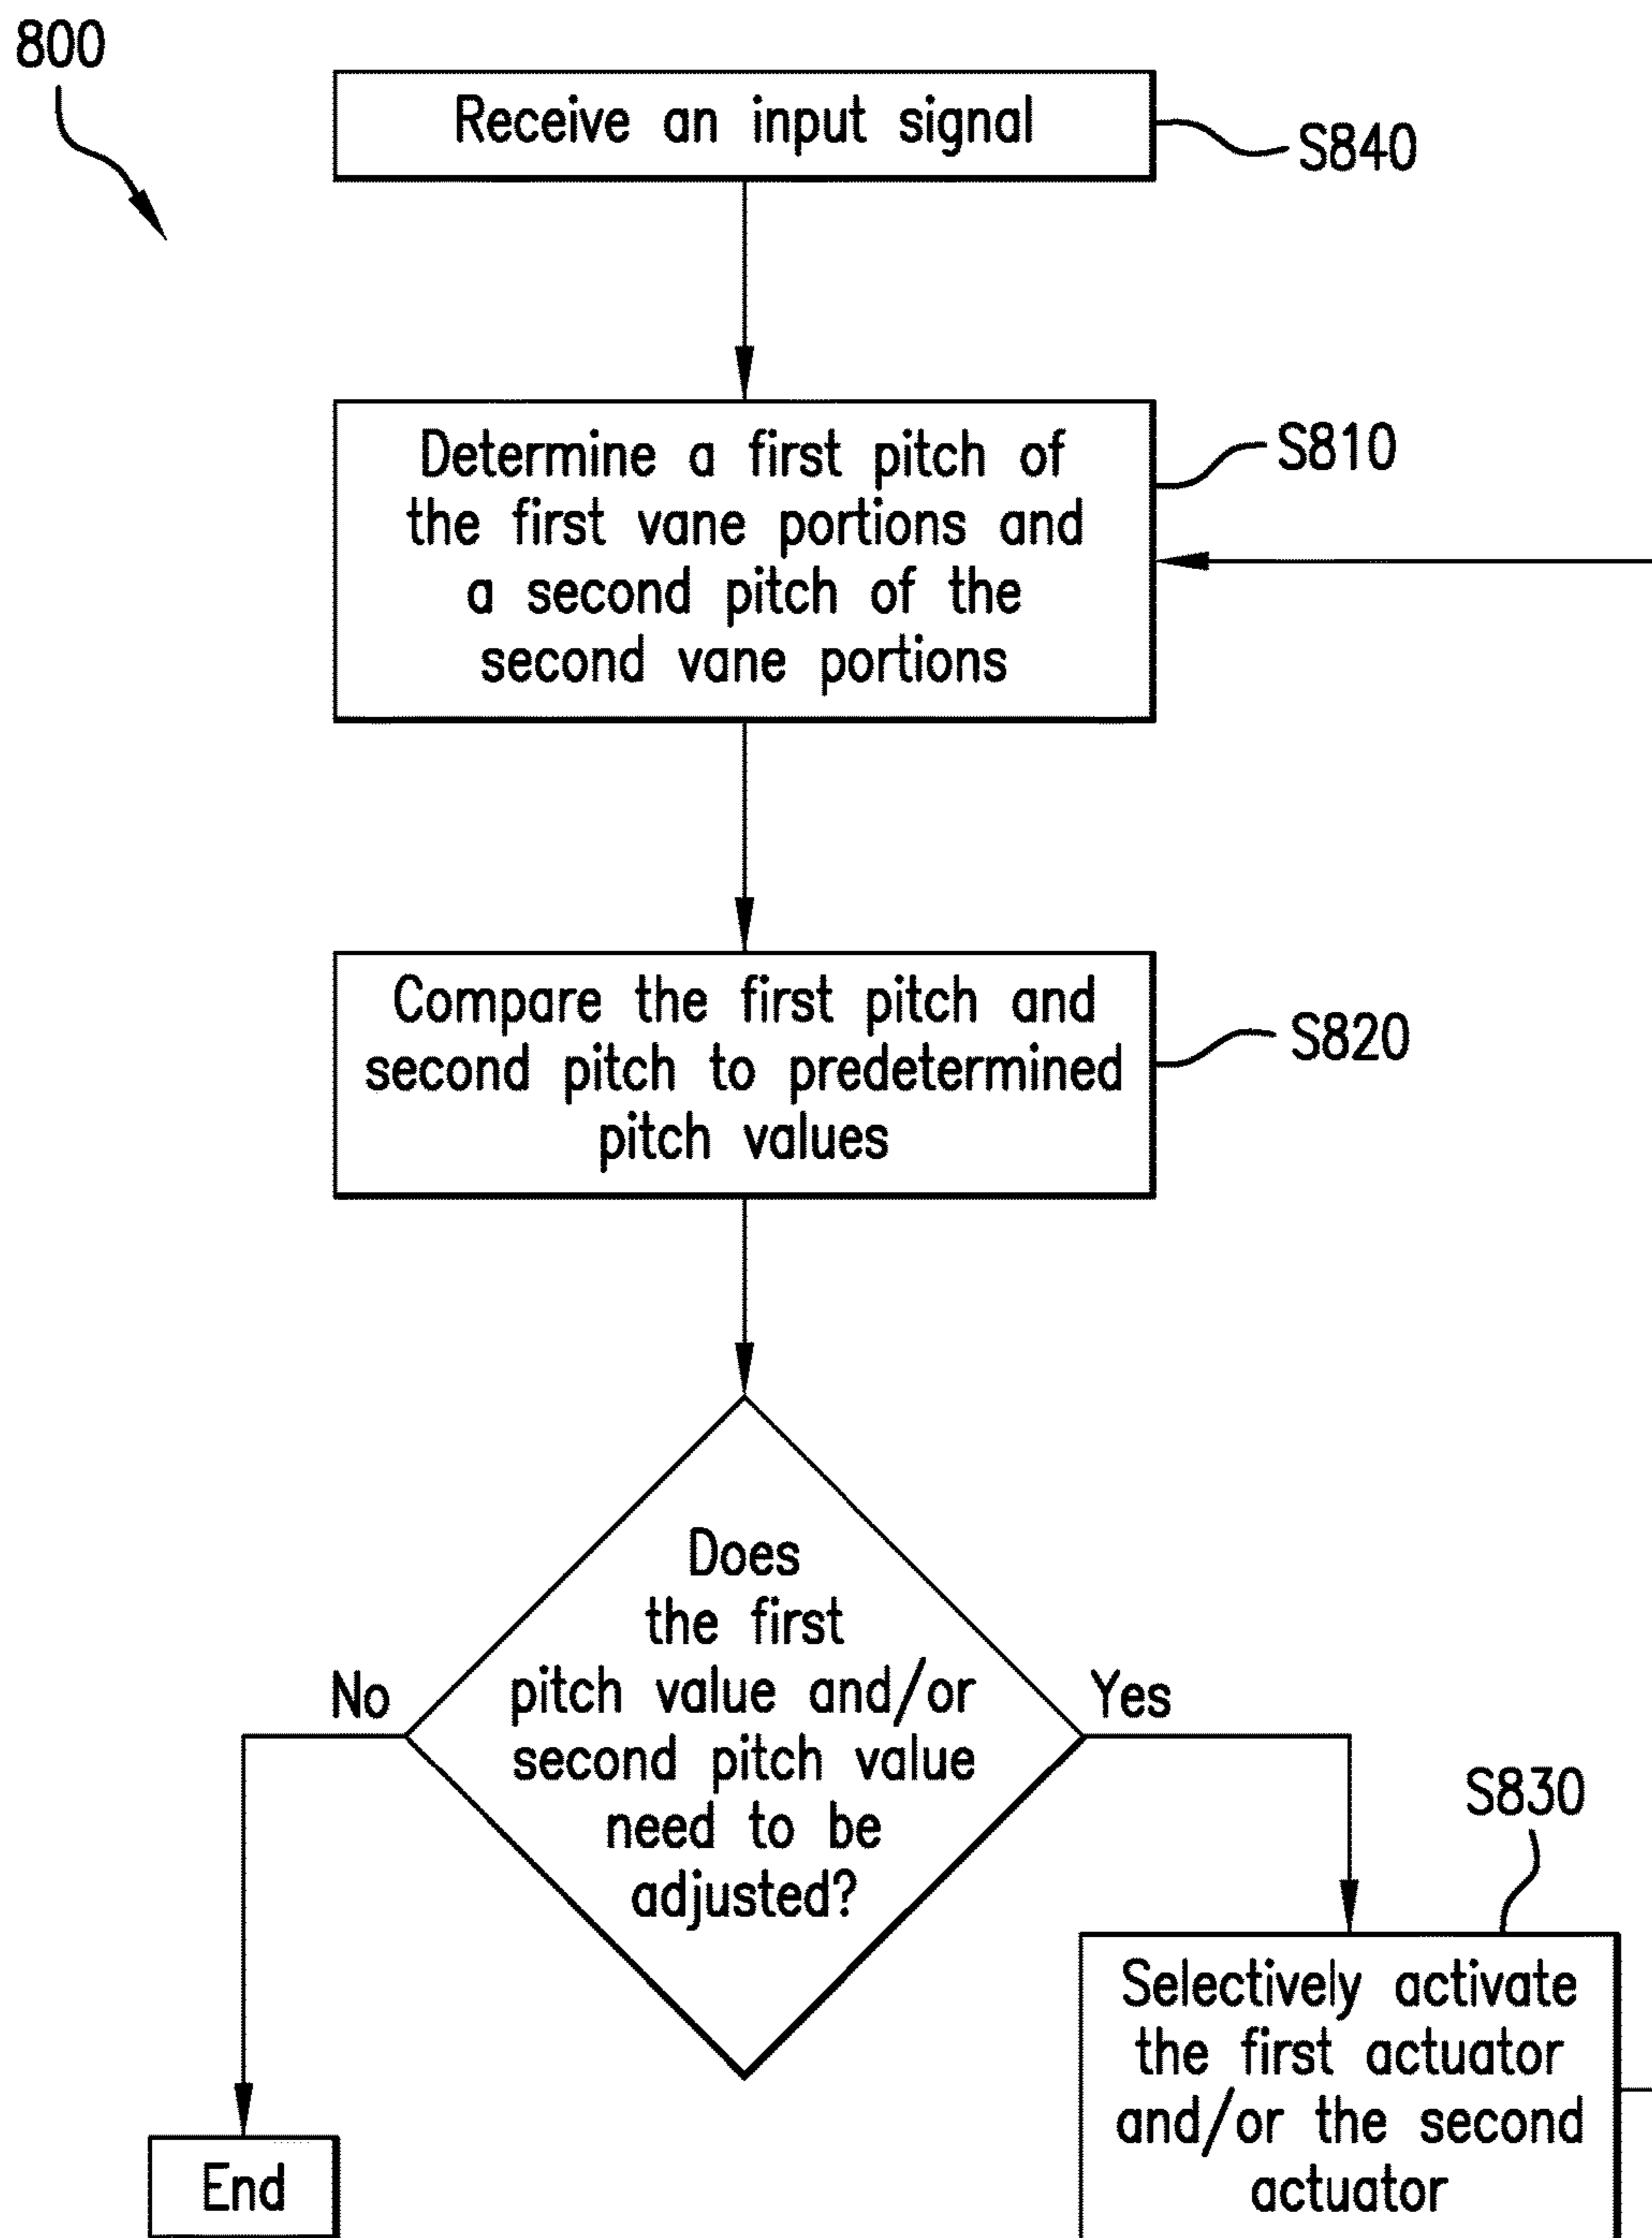 800
Receive an input signal
S840
Determine a first pitch of
the first vane portions and
a second pitch of the
second vane portions
S810
Compare the first pitch and
second pitch to predetermined
pitch values
S820
Does
the first
pitch value and/or
second pitch value
need to be
adjusted?
No
Yes
S830
Selectively activate
the first actuator
and/or the second
actuator
End